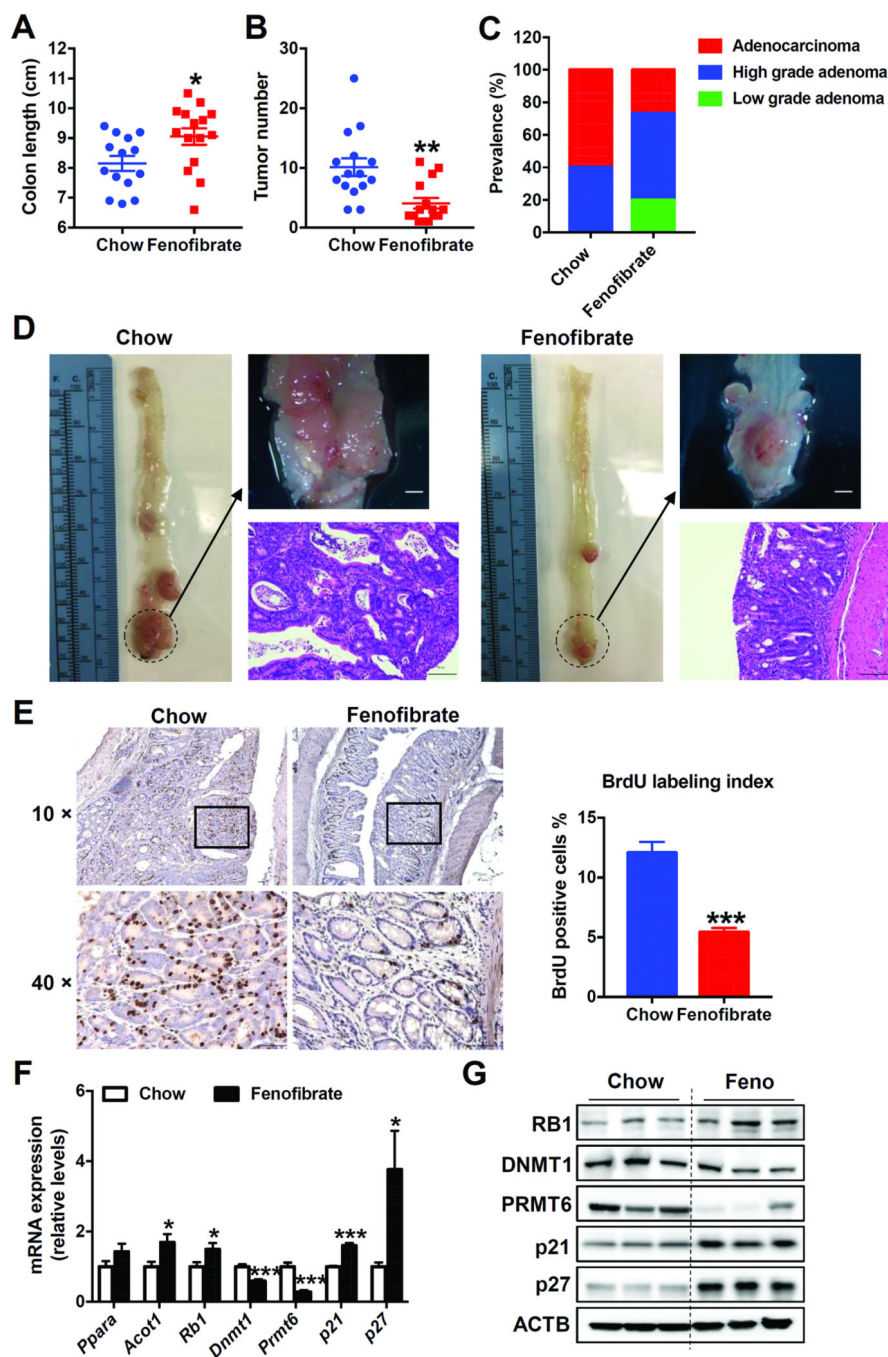 A
Colon length (cm)
12
11
10
9
8
7
6
*
Chow Fenofibrate
B
Tumor number
30
20
10
0
**
Chow Fenofibrate
C
Prevalence (%)
120
100
80
60
40
20
0
Chow
Fenofibrate
Adenocarcinoma
High grade adenoma
Low grade adenoma
D
Chow
Fenofibrate
E
Chow
Fenofibrate
10 ×
40 ×
BrdU labeling index
BrdU positive cells %
15
10
5
0
***
Chow Fenofibrate
F
Chow
Fenofibrate
mRNA expression
(relative levels)
6
4
2
0
* * *** *** *** *
Ppara Acot1 Rb1 Dnmt1 Prmt6 p21 p27
G
Chow Feno
RB1
DNMT1
PRMT6
p21
p27
ACTB